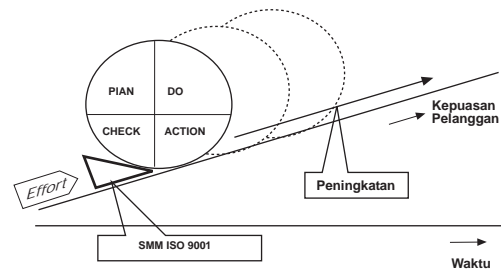 PIAN
DO
CHECK
ACTION
Kepuasan
Pelanggan
Peningkatan
Effort
SMM ISO 9001
Waktu